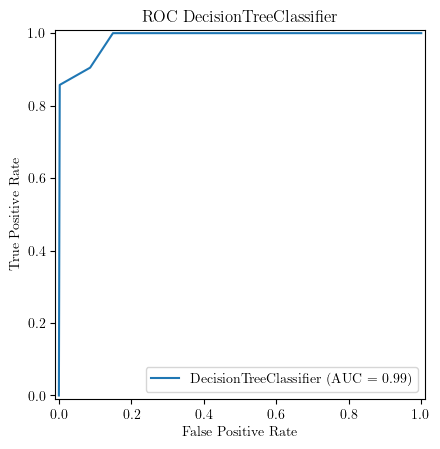 ROC DecisionTreeClassifier
1.0
0.8
0.6
0.4
0.2
0.0
True Positive Rate
DecisionTreeClassifier (AUC = 0.99)
0.0 0.2 0.4 0.6 0.8 1.0
False Positive Rate